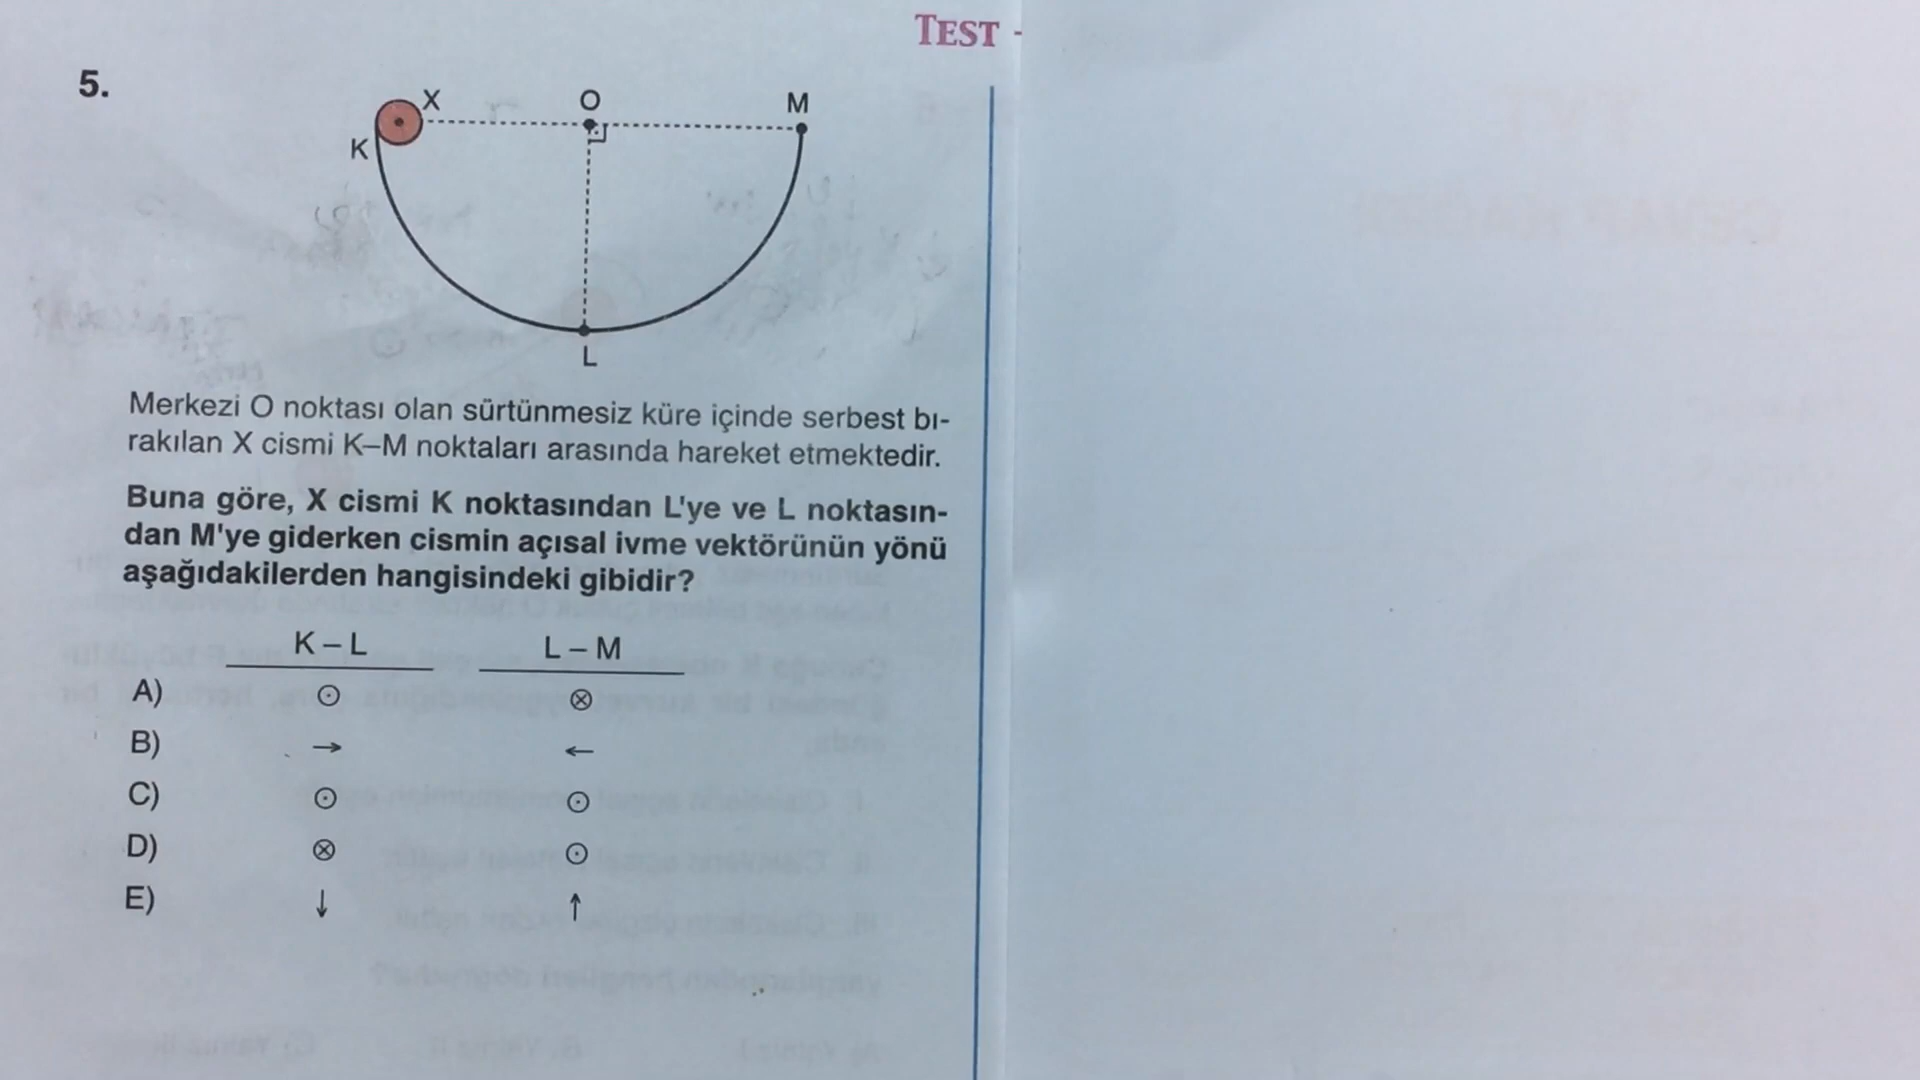 TEST -
5.
X
O
M
K
L
Merkezi O noktası olan sürtünmesiz küre içinde serbest bı-
rakılan X cismi K–M noktaları arasında hareket etmektedir.
Buna göre, X cismi K noktasından L'ye ve L noktasın-
dan M'ye giderken cismin açısal ivme vektörünün yönü
aşağıdakilerden hangisindeki gibidir?
K – L L – M
A) ⊙ ⊗
B) → ←
C) ⊙ ⊙
D) ⊗ ⊙
E) ↓ ↑